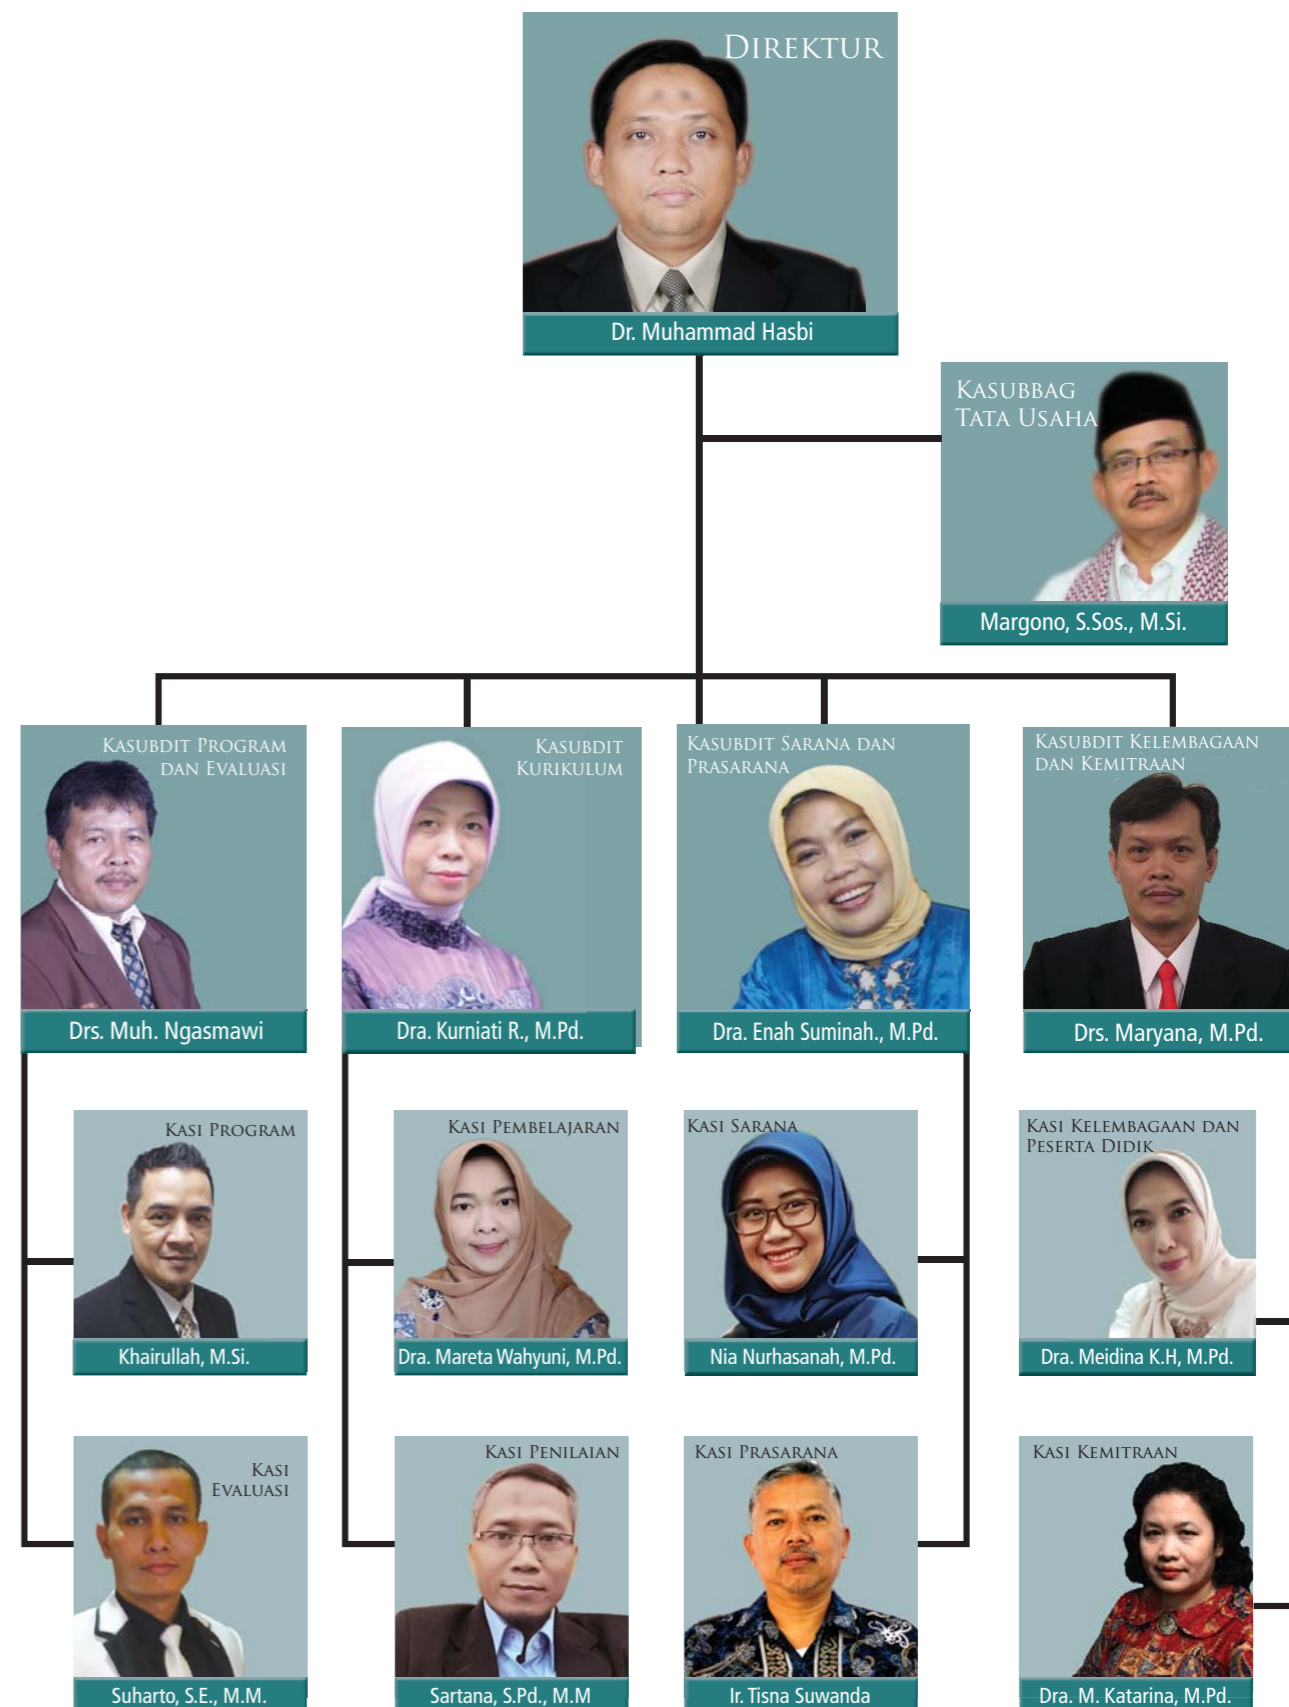 Direktur
Dr. Muhammad Hasbi
Kasubbag
Tata Usaha
Margono, S.Sos., M.Si.
Kasubdit Program
dan Evaluasi
Drs. Muh. Ngasmawi
Kasubdit
Kurikulum
Dra. Kurniati R., M.Pd.
Kasubdit Sarana dan
Prasarana
Dra. Enah Suminah., M.Pd.
Kasubdit Kelembagaan
dan Kemitraan
Drs. Maryana, M.Pd.
Kasi Program
Khairullah, M.Si.
Kasi Pembelajaran
Dra. Mareta Wahyuni, M.Pd.
Kasi Sarana
Nia Nurhasanah, M.Pd.
Kasi Kelembagaan dan
Peserta Didik
Dra. Meidina K.H, M.Pd.
Kasi
Evaluasi
Suharto, S.E., M.M.
Kasi Penilaian
Sartana, S.Pd., M.M
Kasi Prasarana
Ir. Tisna Suwanda
Kasi Kemitraan
Dra. M. Katarina, M.Pd.